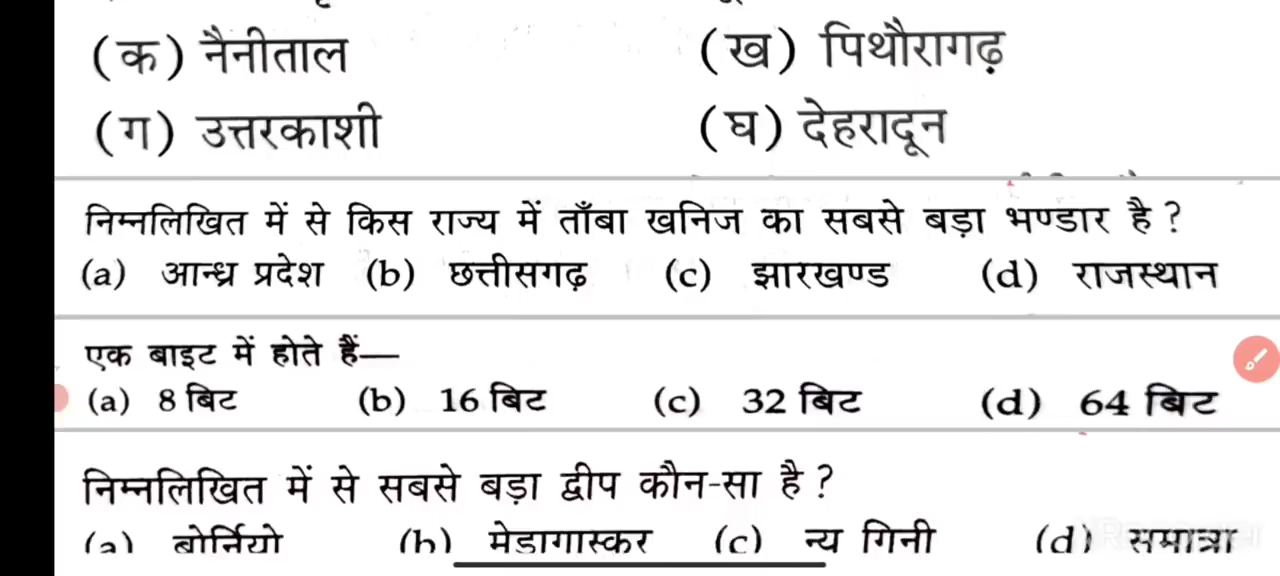 (क) नैनीताल (ख) पिथौरागढ़
(ग) उत्तरकाशी (घ) देहरादून
निम्नलिखित में से किस राज्य में ताँबा खनिज का सबसे बड़ा भण्डार है ?
(a) आन्ध्र प्रदेश (b) छत्तीसगढ़ (c) झारखण्ड (d) राजस्थान
एक बाइट में होते हैं—
(a) 8 बिट (b) 16 बिट (c) 32 बिट (d) 64 बिट
निम्नलिखित में से सबसे बड़ा द्वीप कौन-सा है ?
(a) बोर्नियो (b) मेडागास्कर (c) न्यू गिनी (d) सुमात्रा